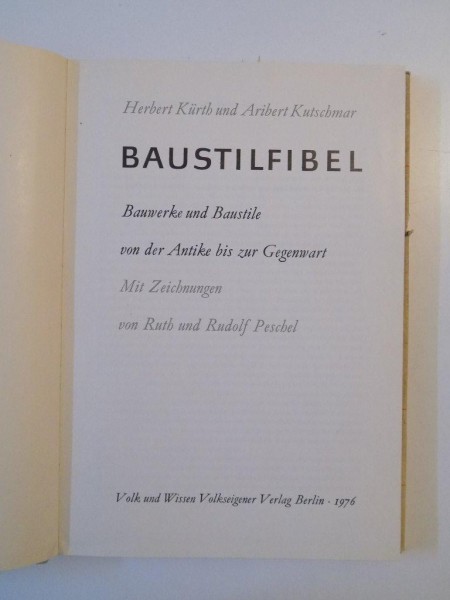 Herbert Kürth und Aribert Kutschmar
BAUSTILFIBEL
Bauwerke und Baustile
von der Antike bis zur Gegenwart
Mit Zeichnungen
von Ruth und Rudolf Peschel
Volk und Wissen Volkseigener Verlag Berlin · 1976